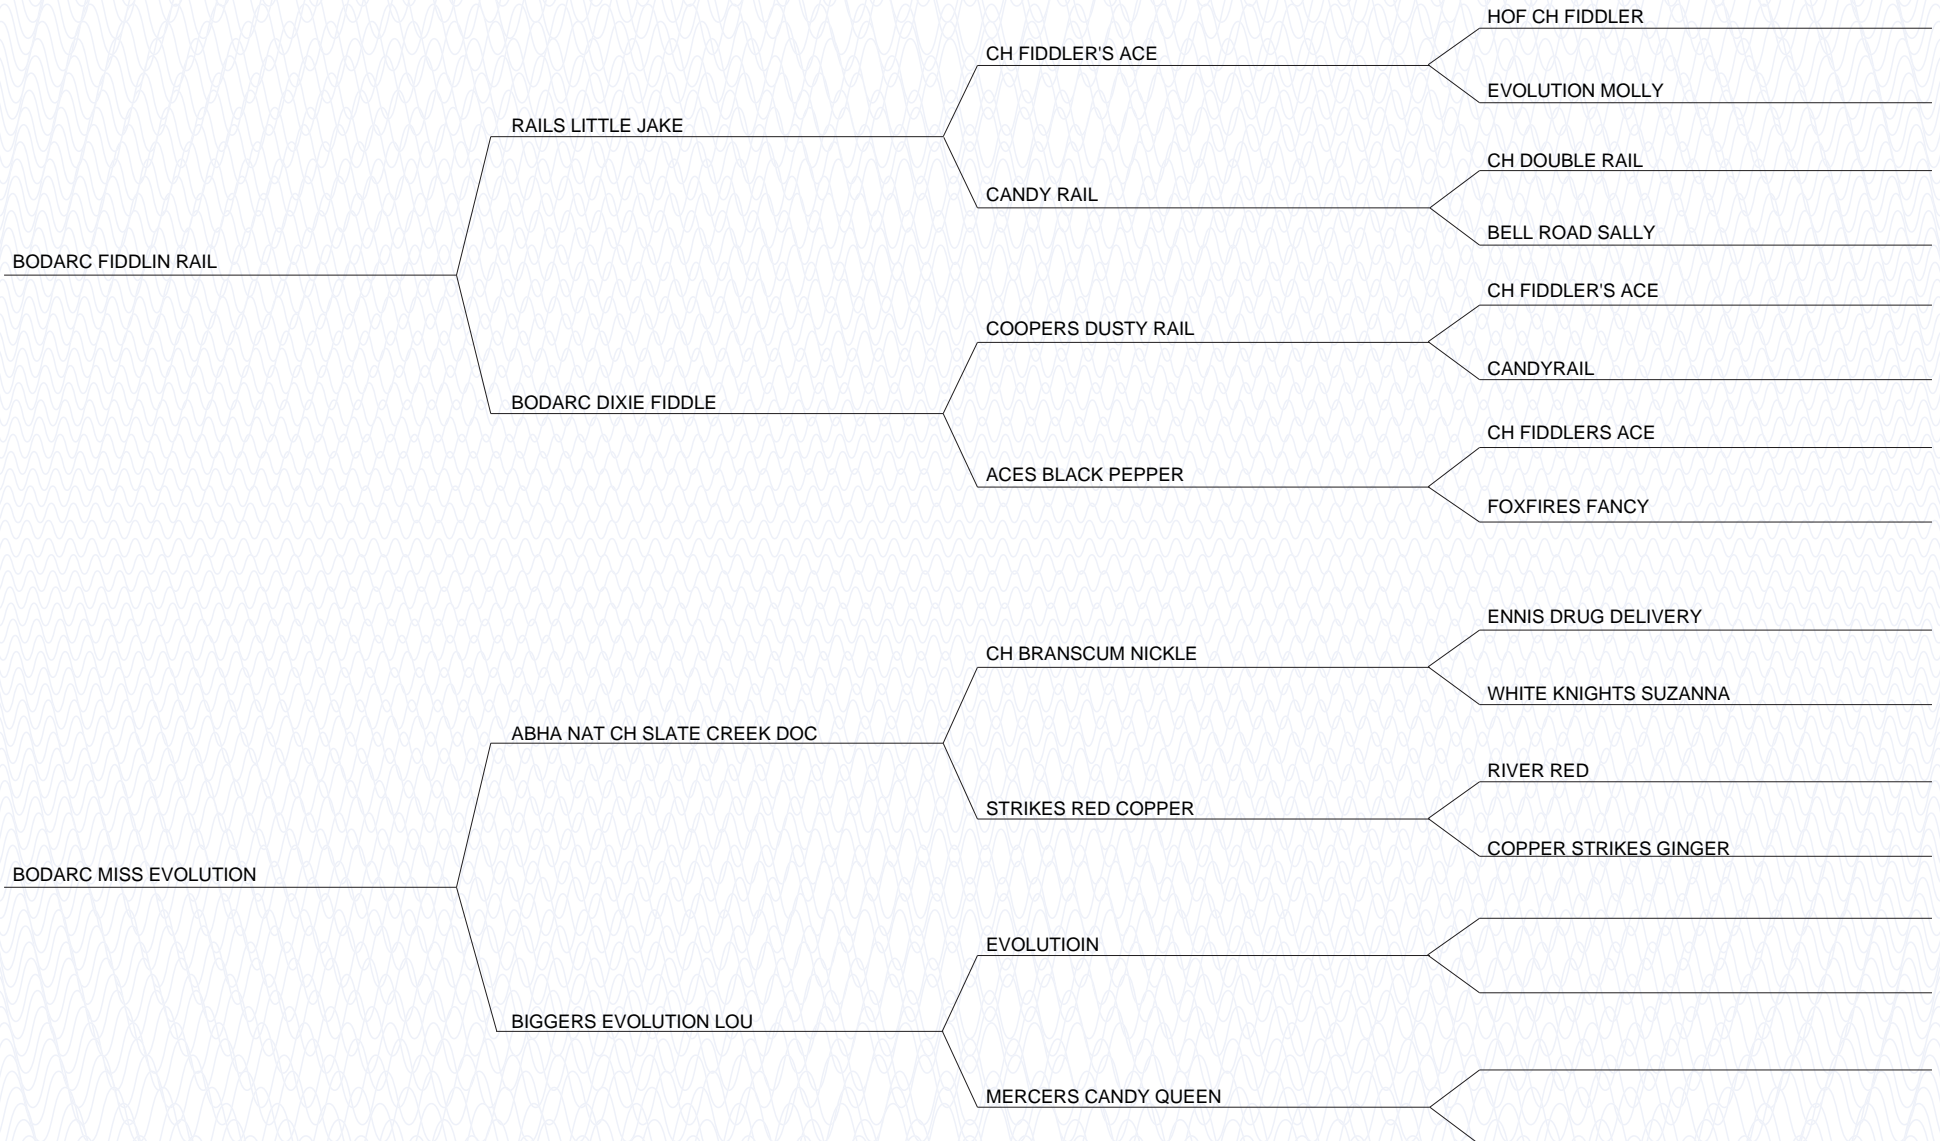 HOF CH FIDDLER
CH FIDDLER'S ACE
EVOLUTION MOLLY
RAILS LITTLE JAKE
CH DOUBLE RAIL
CANDY RAIL
BELL ROAD SALLY
BODARC FIDDLIN RAIL
CH FIDDLER'S ACE
COOPERS DUSTY RAIL
CANDYRAIL
BODARC DIXIE FIDDLE
CH FIDDLERS ACE
ACES BLACK PEPPER
FOXFIRES FANCY
ENNIS DRUG DELIVERY
CH BRANSCUM NICKLE
WHITE KNIGHTS SUZANNA
ABHA NAT CH SLATE CREEK DOC
RIVER RED
STRIKES RED COPPER
COPPER STRIKES GINGER
BODARC MISS EVOLUTION
EVOLUTIOIN
BIGGERS EVOLUTION LOU
MERCERS CANDY QUEEN